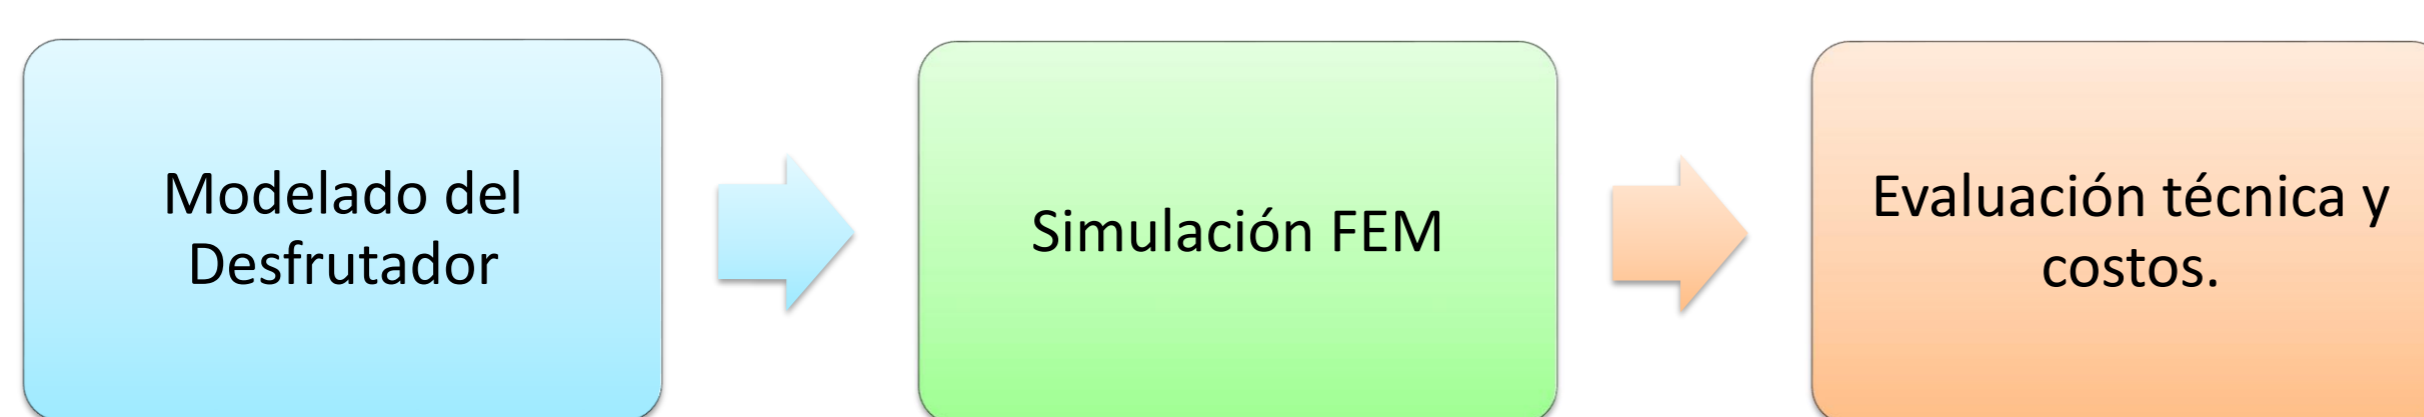 Modelado del
Desfrutador
Simulación FEM
Evaluación técnica y
costos.